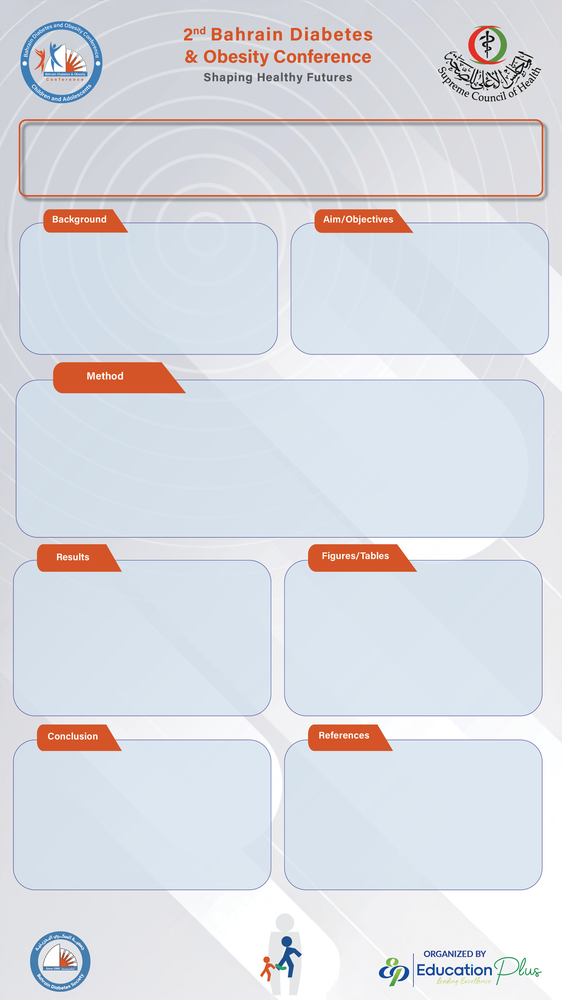 Bahrain Diabetes and Obesity Conference
Bahrain Diabetes & Obesity
Conference
Children and Adolescents
2nd Bahrain Diabetes
& Obesity Conference
Shaping Healthy Futures
المجلس الأعلى للصحة
Supreme Council of Health
Background
Aim/Objectives
Method
Results
Figures/Tables
Conclusion
References
جمعية السكري البحرينية
Since 1989 تأسست
Bahrain Diabetes Society
ORGANIZED BY
Education Plus
Leading Excellence